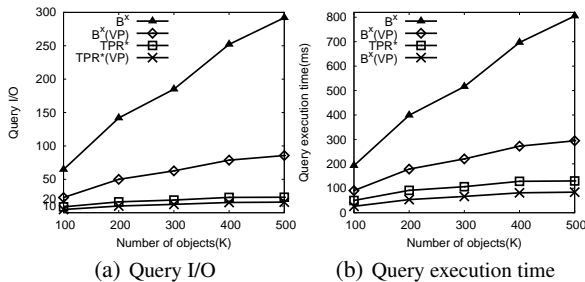 300
250
200
150
100
50
20
10
0
Query I/O
B^x
B^x(VP)
TPR*
TPR*(VP)
100 200 300 400 500
Number of objects(K)
(a) Query I/O
800
700
600
500
400
300
200
100
0
Query execution time(ms)
B^x
B^x(VP)
TPR*
B^x(VP)
100 200 300 400 500
Number of objects(K)
(b) Query execution time